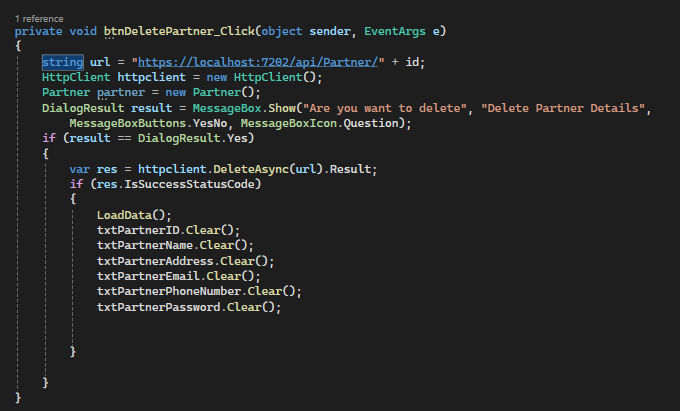 1 reference
private void btnDeletePartner_Click(object sender, EventArgs e)
{
string url = "https://localhost:7202/api/Partner/" + id;
HttpClient httpclient = new HttpClient();
Partner partner = new Partner();
DialogResult result = MessageBox.Show("Are you want to delete", "Delete Partner Details",
MessageBoxButtons.YesNo, MessageBoxIcon.Question);
if (result == DialogResult.Yes)
{
var res = httpclient.DeleteAsync(url).Result;
if (res.IsSuccessStatusCode)
{
LoadData();
txtPartnerID.Clear();
txtPartnerName.Clear();
txtPartnerAddress.Clear();
txtPartnerEmail.Clear();
txtPartnerPhoneNumber.Clear();
txtPartnerPassword.Clear();
}
}
}